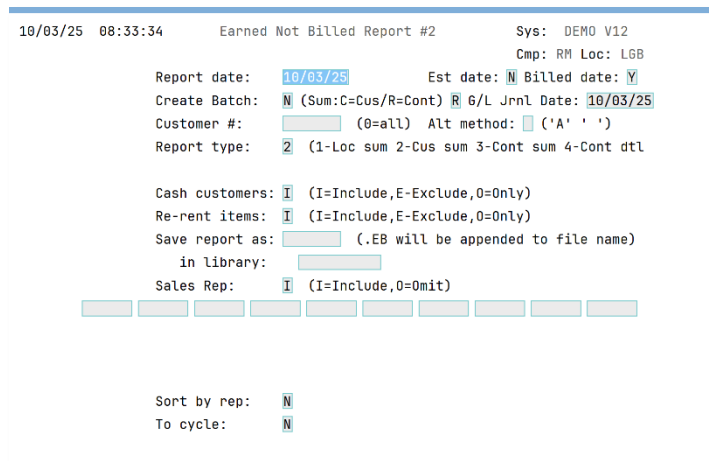 10/03/25 08:33:34 Earned Not Billed Report #2 Sys: DEMO V12
Cmp: RM Loc: LGB
Report date: 10/03/25 Est date: N Billed date: Y
Create Batch: N (Sum:C=Cus/R=Cont) R G/L Jrnl Date: 10/03/25
Customer #: (0=all) Alt method: ('A' ' ')
Report type: 2 (1-Loc sum 2-Cus sum 3-Cont sum 4-Cont dtl
Cash customers: I (I=Include,E-Exclude,O=Only)
Re-rent items: I (I=Include,E-Exclude,O=Only)
Save report as: (.EB will be appended to file name)
in library:
Sales Rep: I (I=Include,O=Omit)
Sort by rep: N
To cycle: N